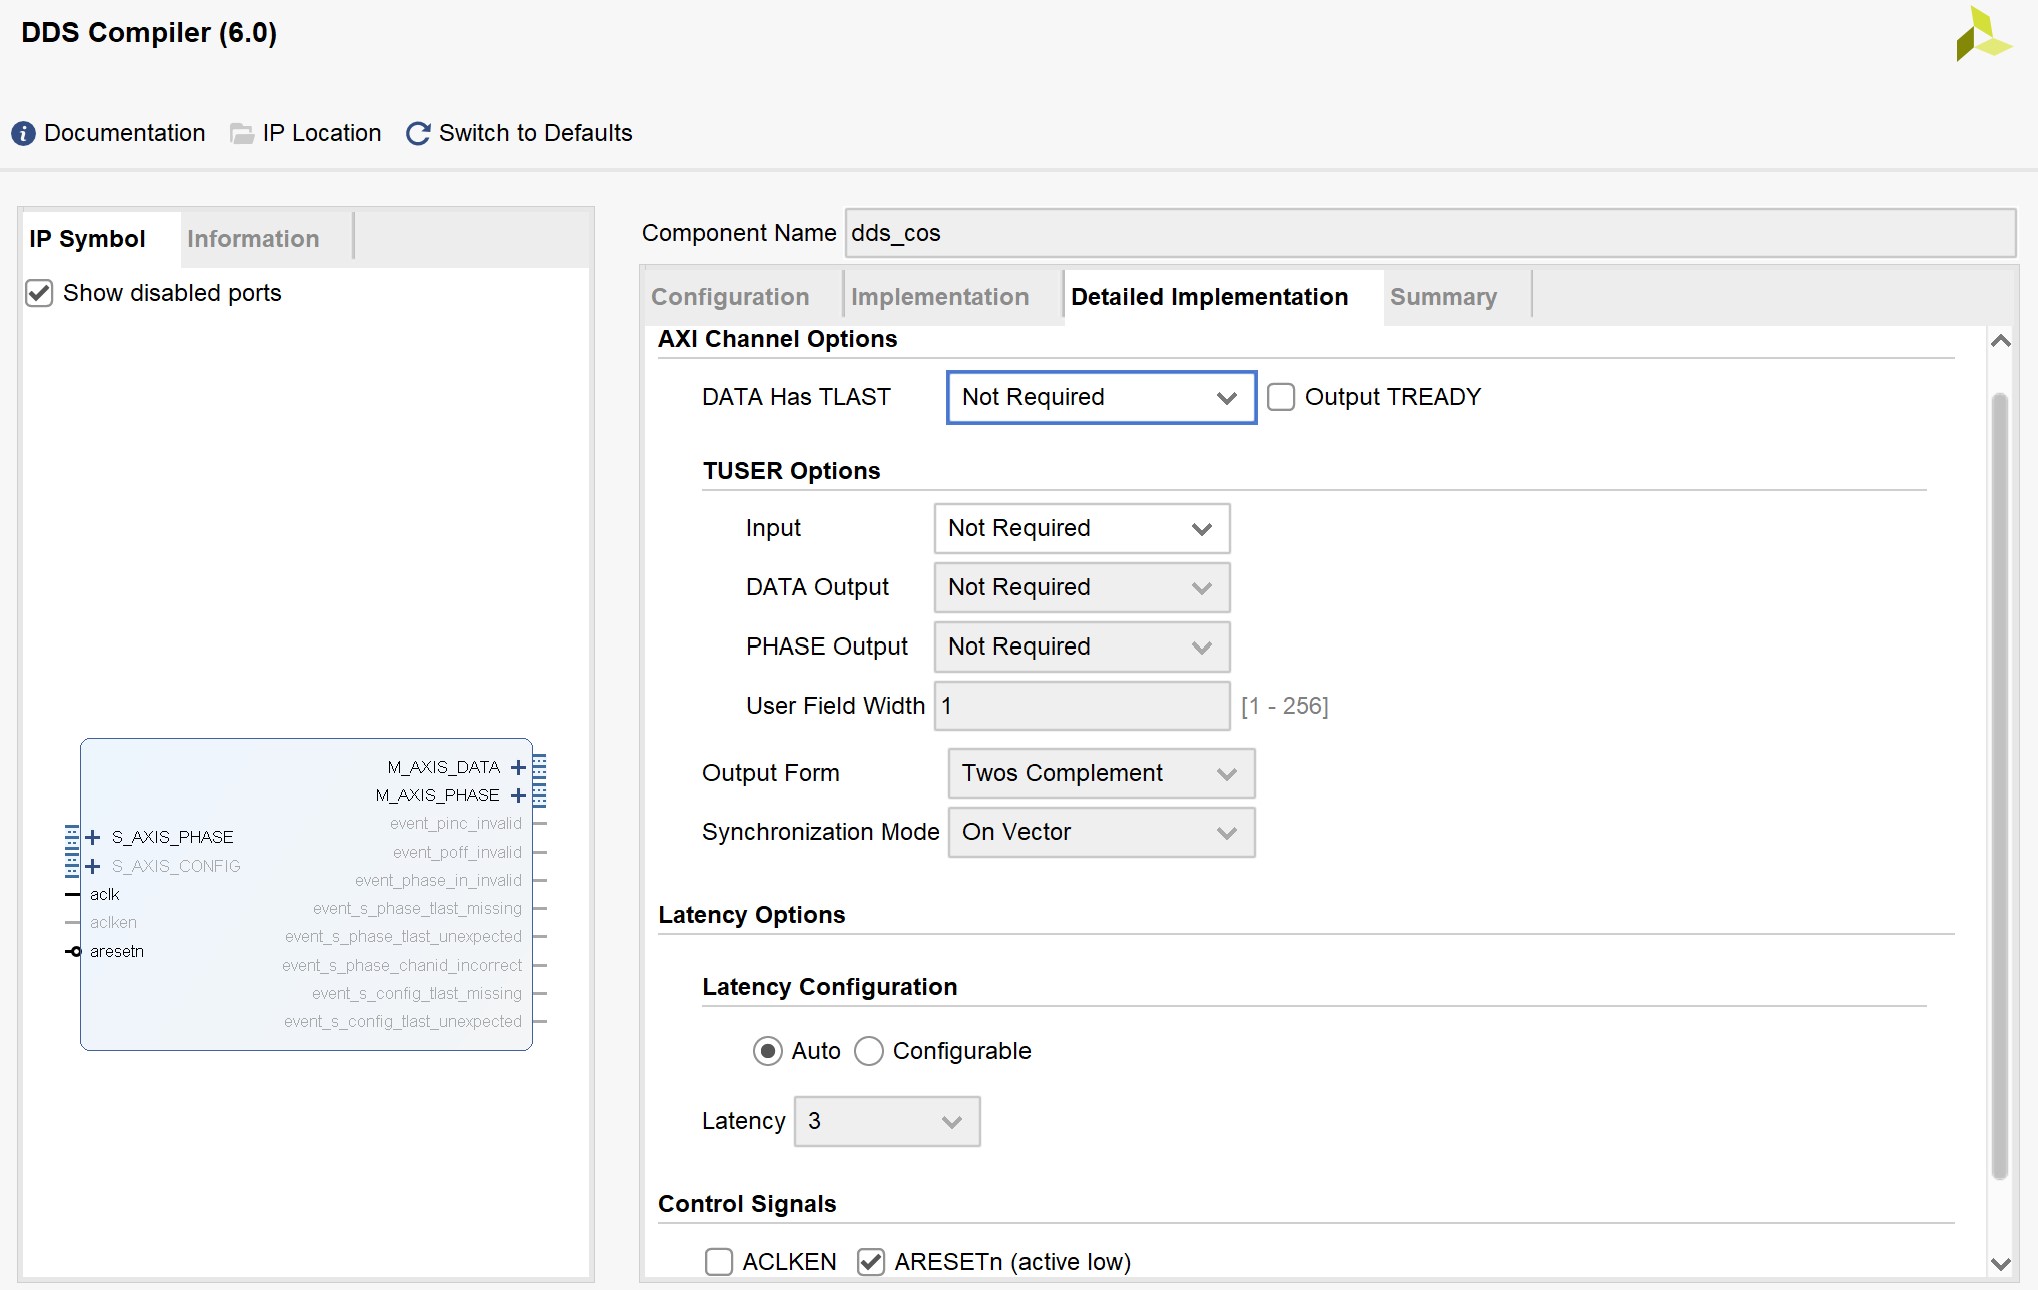 DDS Compiler (6.0)
Documentation IP Location Switch to Defaults
IP Symbol Information
Show disabled ports
M_AXIS_DATA
M_AXIS_PHASE
event_pinc_invalid
event_poff_invalid
event_phase_in_invalid
event_s_phase_tlast_missing
event_s_phase_tlast_unexpected
event_s_phase_chanid_incorrect
event_s_config_tlast_missing
event_s_config_tlast_unexpected
S_AXIS_PHASE
S_AXIS_CONFIG
aclk
aclken
aresetn
Component Name dds_cos
Configuration Implementation Detailed Implementation Summary
AXI Channel Options
DATA Has TLAST Not Required Output TREADY
TUSER Options
Input Not Required
DATA Output Not Required
PHASE Output Not Required
User Field Width 1 [1 - 256]
Output Form Twos Complement
Synchronization Mode On Vector
Latency Options
Latency Configuration
Auto Configurable
Latency 3
Control Signals
ACLKEN ARESETn (active low)